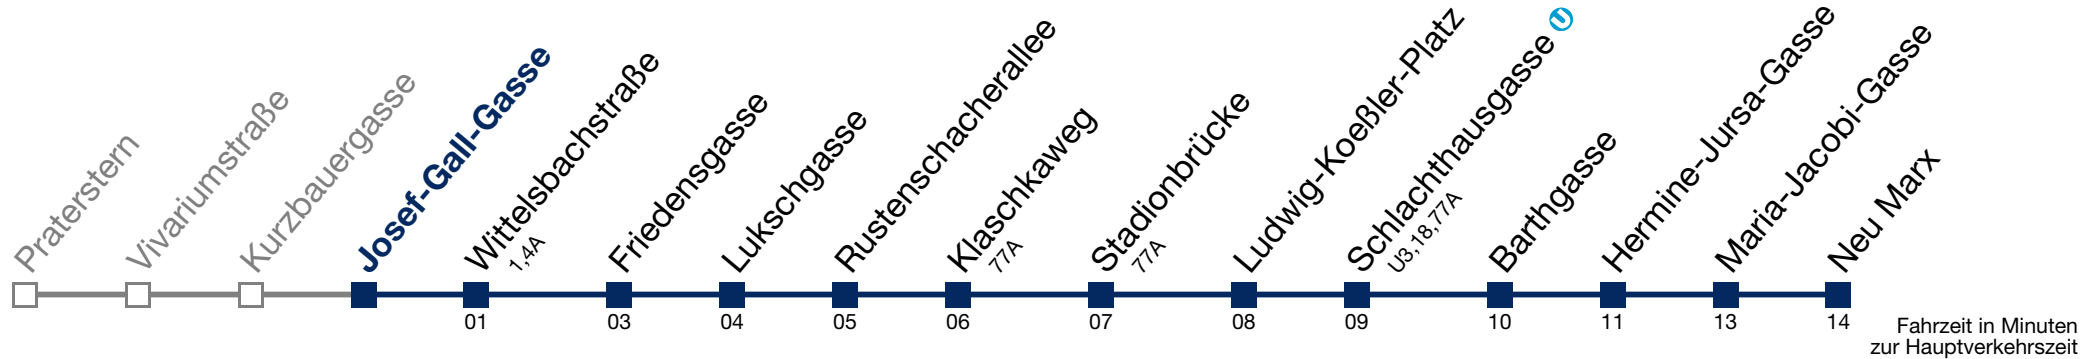 Praterstern
Vivariumstraße
Kurzbauergasse
Josef-Gall-Gasse
Wittelsbachstraße
1,4A
Friedensgasse
Lukschgasse
Rustenschacherallee
Klaschkaweg
77A
Stadionbrücke
77A
Ludwig-Koeßler-Platz
Schlachthausgasse U
U3,18,77A
Barthgasse
Hermine-Jursa-Gasse
Maria-Jacobi-Gasse
Neu Marx
01 03 04 05 06 07 08 09 10 11 13 14
Fahrzeit in Minuten
zur Hauptverkehrszeit